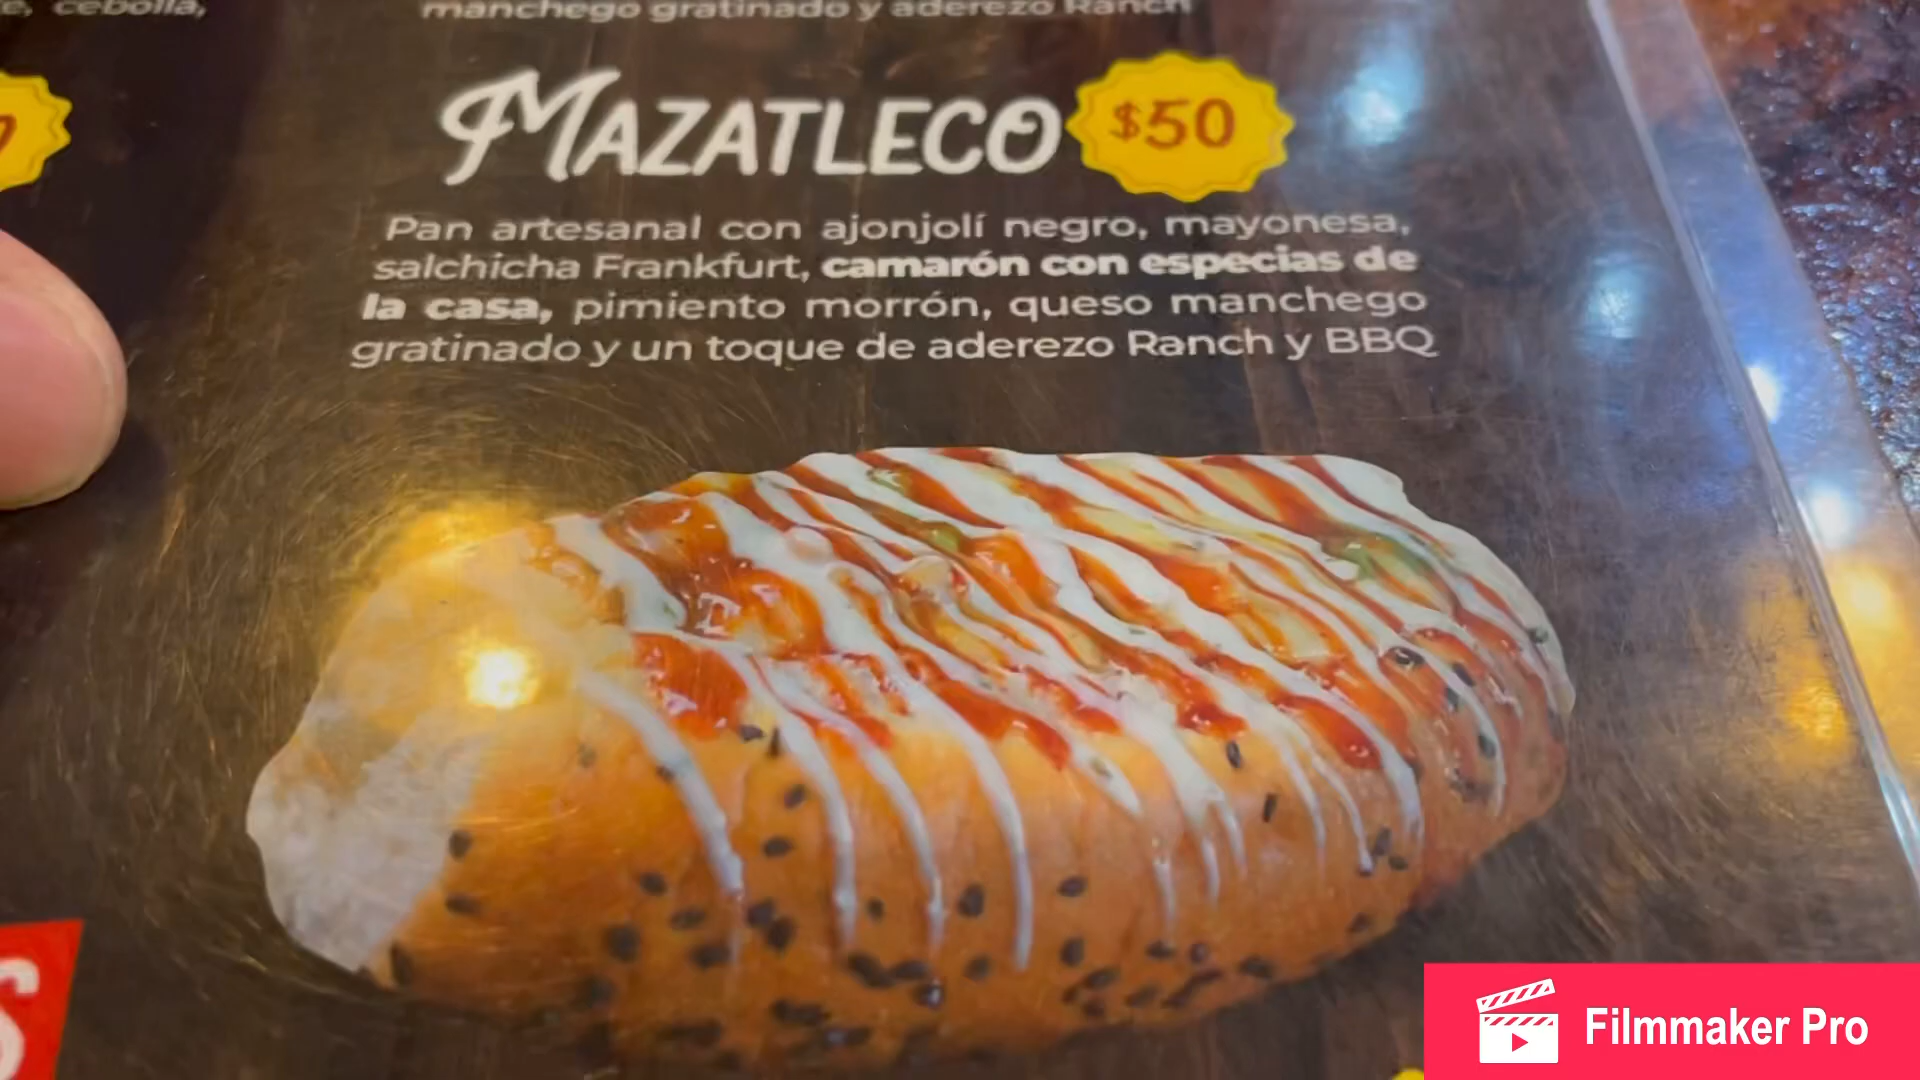 cebolla,
manchego gratinado y aderezo Ranch
MAZATLECO $50
Pan artesanal con ajonjolí negro, mayonesa,
salchicha Frankfurt, camarón con especias de
la casa, pimiento morrón, queso manchego
gratinado y un toque de aderezo Ranch y BBQ
Filmmaker Pro